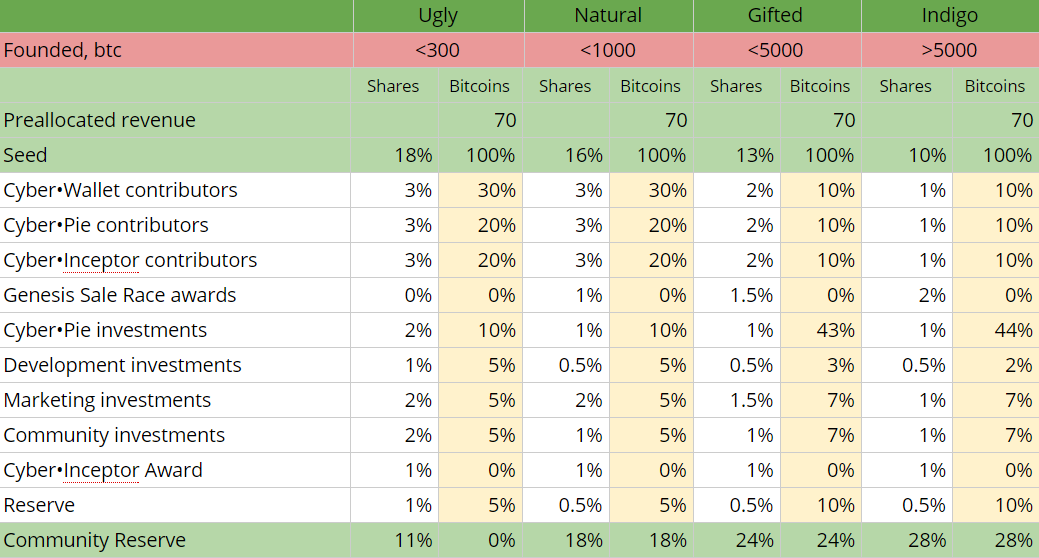 Ugly Natural Gifted Indigo
Founded, btc <300 <1000 <5000 >5000
Shares Bitcoins Shares Bitcoins Shares Bitcoins Shares Bitcoins
Preallocated revenue 70 70 70 70
Seed 18% 100% 16% 100% 13% 100% 10% 100%
Cyber•Wallet contributors 3% 30% 3% 30% 2% 10% 1% 10%
Cyber•Pie contributors 3% 20% 3% 20% 2% 10% 1% 10%
Cyber•Inceptor contributors 3% 20% 3% 20% 2% 10% 1% 10%
Genesis Sale Race awards 0% 0% 1% 0% 1.5% 0% 2% 0%
Cyber•Pie investments 2% 10% 1% 10% 1% 43% 1% 44%
Development investments 1% 5% 0.5% 5% 0.5% 3% 0.5% 2%
Marketing investments 2% 5% 2% 5% 1.5% 7% 1% 7%
Community investments 2% 5% 1% 5% 1% 7% 1% 7%
Cyber•Inceptor Award 1% 0% 1% 0% 1% 0% 1% 0%
Reserve 1% 5% 0.5% 5% 0.5% 10% 0.5% 10%
Community Reserve 11% 0% 18% 18% 24% 24% 28% 28%